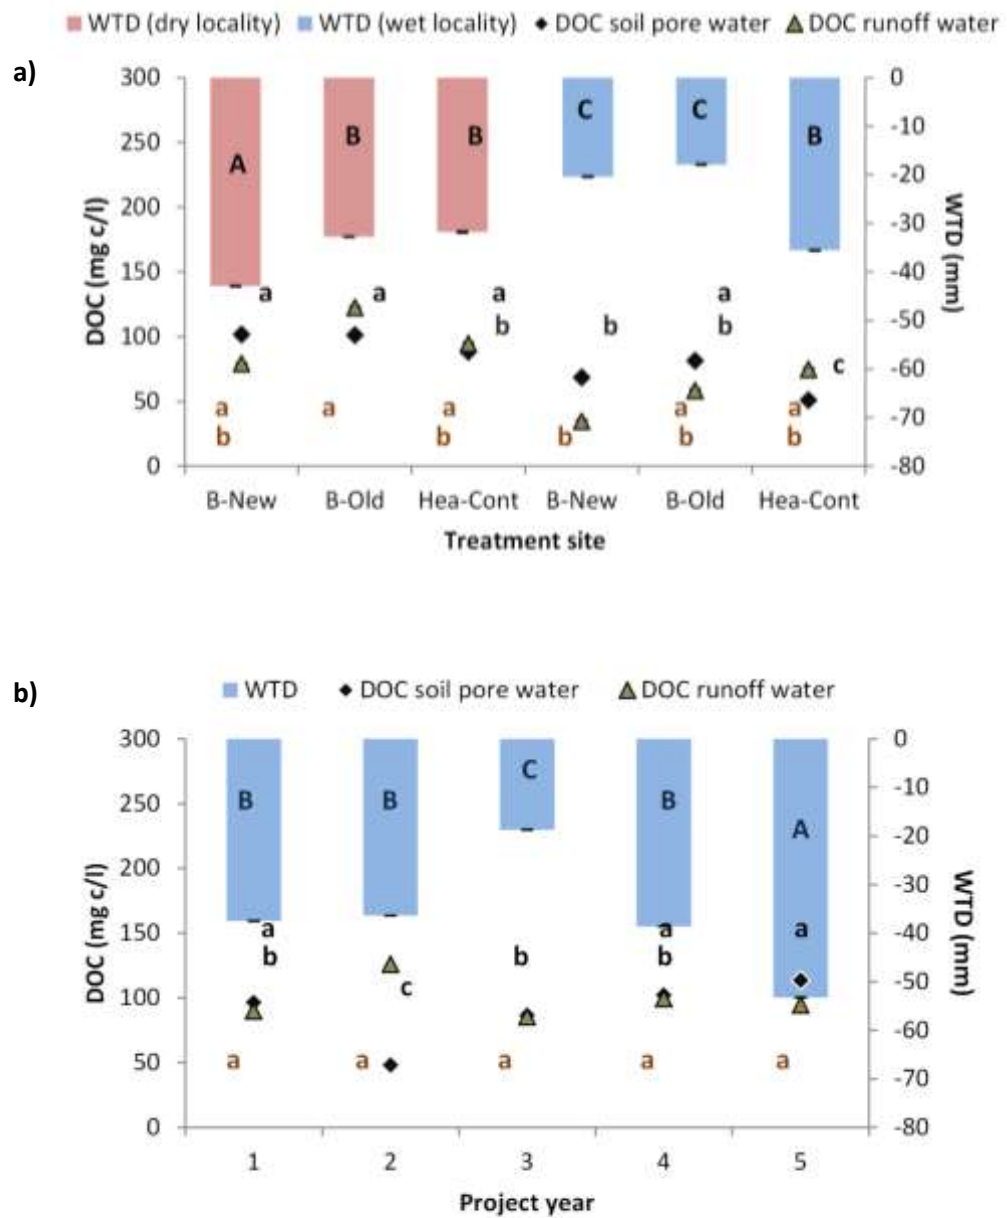 WTD (dry locality) WTD (wet locality) DOC soil pore water DOC runoff water
a)
DOC (mg c/l)
300
250
200
150
100
50
0
A
B
B
C
C
B
a
a
a
b
b
a
b
c
a
b
a
a
b
b
a
b
a
b
0
-10
-20
-30
-40
-50
-60
-70
-80
WTD (mm)
B-New B-Old Hea-Cont B-New B-Old Hea-Cont
Treatment site
b)
WTD DOC soil pore water DOC runoff water
DOC (mg c/l)
300
250
200
150
100
50
0
B
B
C
B
A
a
b
c
b
a
b
a
a
a
a
a
a
0
-10
-20
-30
-40
-50
-60
-70
-80
WTD (mm)
1 2 3 4 5
Project year